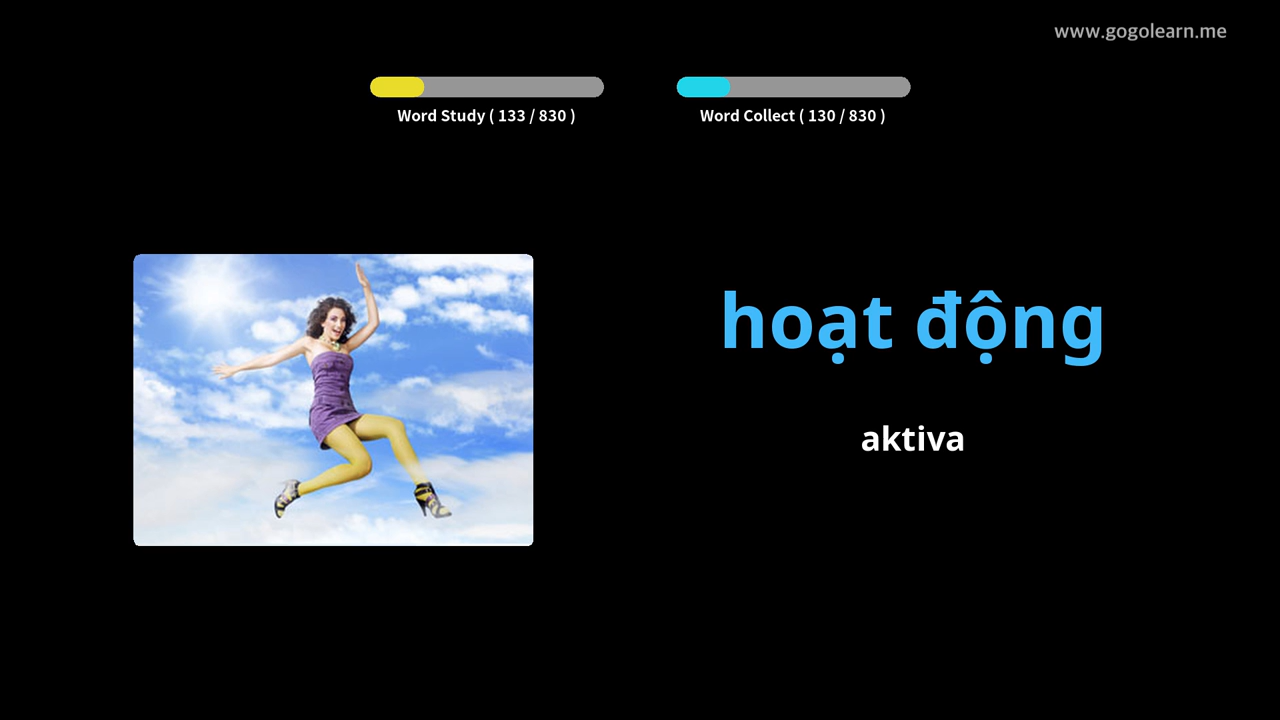 www.gogolearn.me
Word Study ( 133 / 830 )
Word Collect ( 130 / 830 )
hoạt động
aktiva